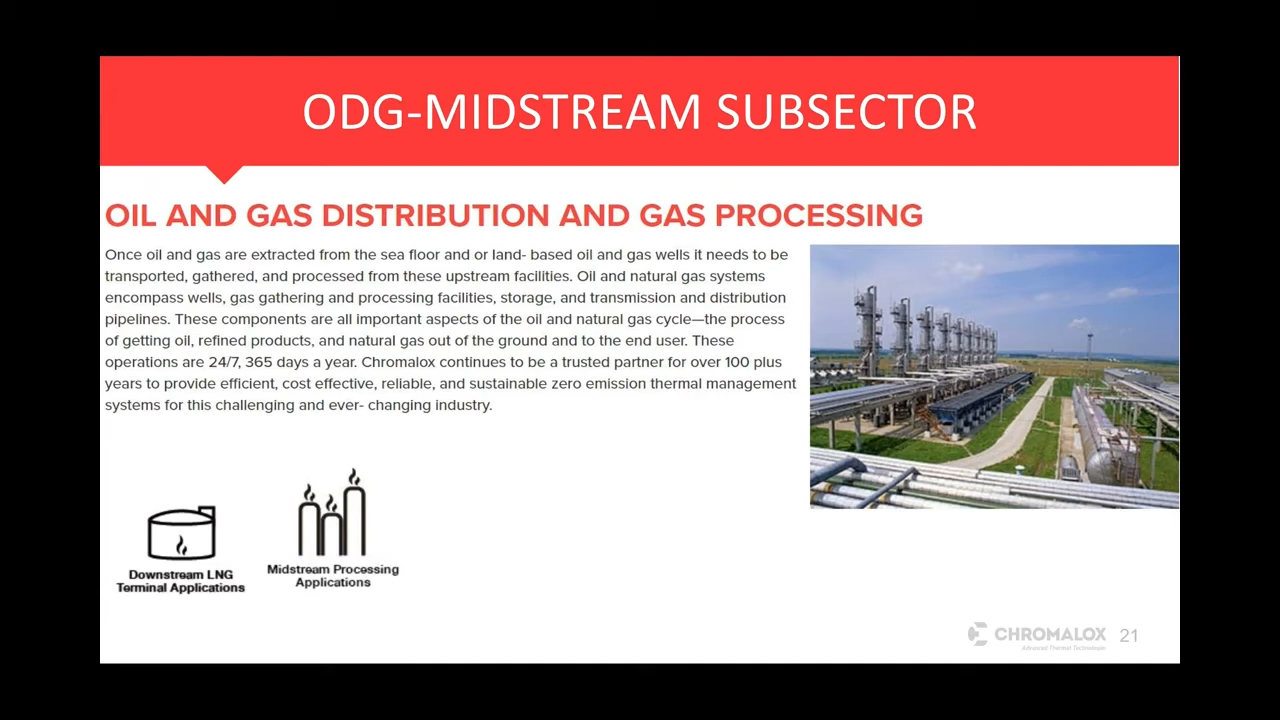 ODG-MIDSTREAM SUBSECTOR
OIL AND GAS DISTRIBUTION AND GAS PROCESSING
Once oil and gas are extracted from the sea floor and or land- based oil and gas wells it needs to be
transported, gathered, and processed from these upstream facilities. Oil and natural gas systems
encompass wells, gas gathering and processing facilities, storage, and transmission and distribution
pipelines. These components are all important aspects of the oil and natural gas cycle—the process
of getting oil, refined products, and natural gas out of the ground and to the end user. These
operations are 24/7, 365 days a year. Chromalox continues to be a trusted partner for over 100 plus
years to provide efficient, cost effective, reliable, and sustainable zero emission thermal management
systems for this challenging and ever- changing industry.
Downstream LNG
Terminal Applications
Midstream Processing
Applications
CHROMALOX
Advanced Thermal Technologies
21